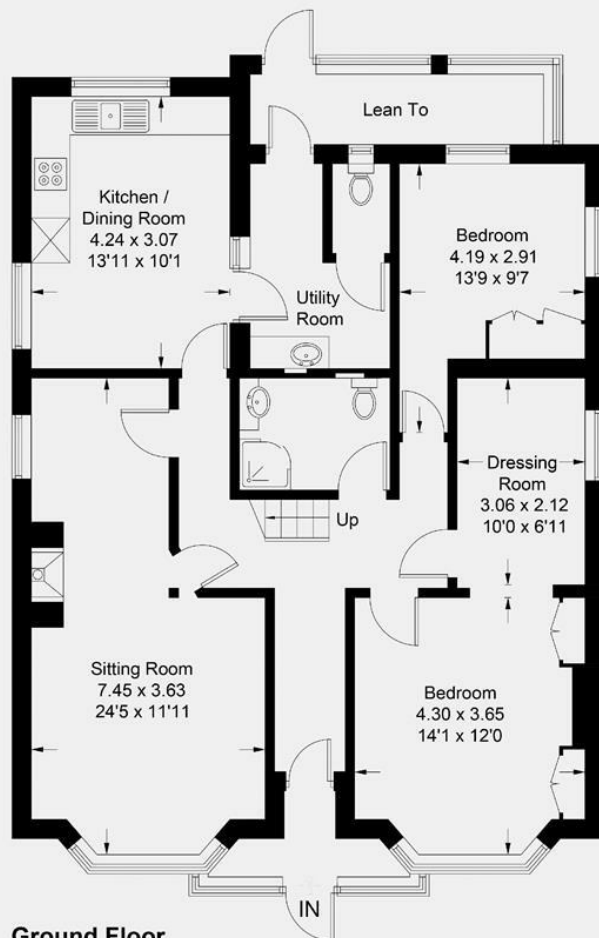 Lean To
Kitchen /
Dining Room
4.24 x 3.07
13'11 x 10'1
Bedroom
4.19 x 2.91
13'9 x 9'7
Utility
Room
Dressing
Room
3.06 x 2.12
10'0 x 6'11
Up
Sitting Room
7.45 x 3.63
24'5 x 11'11
Bedroom
4.30 x 3.65
14'1 x 12'0
IN
Ground Floor